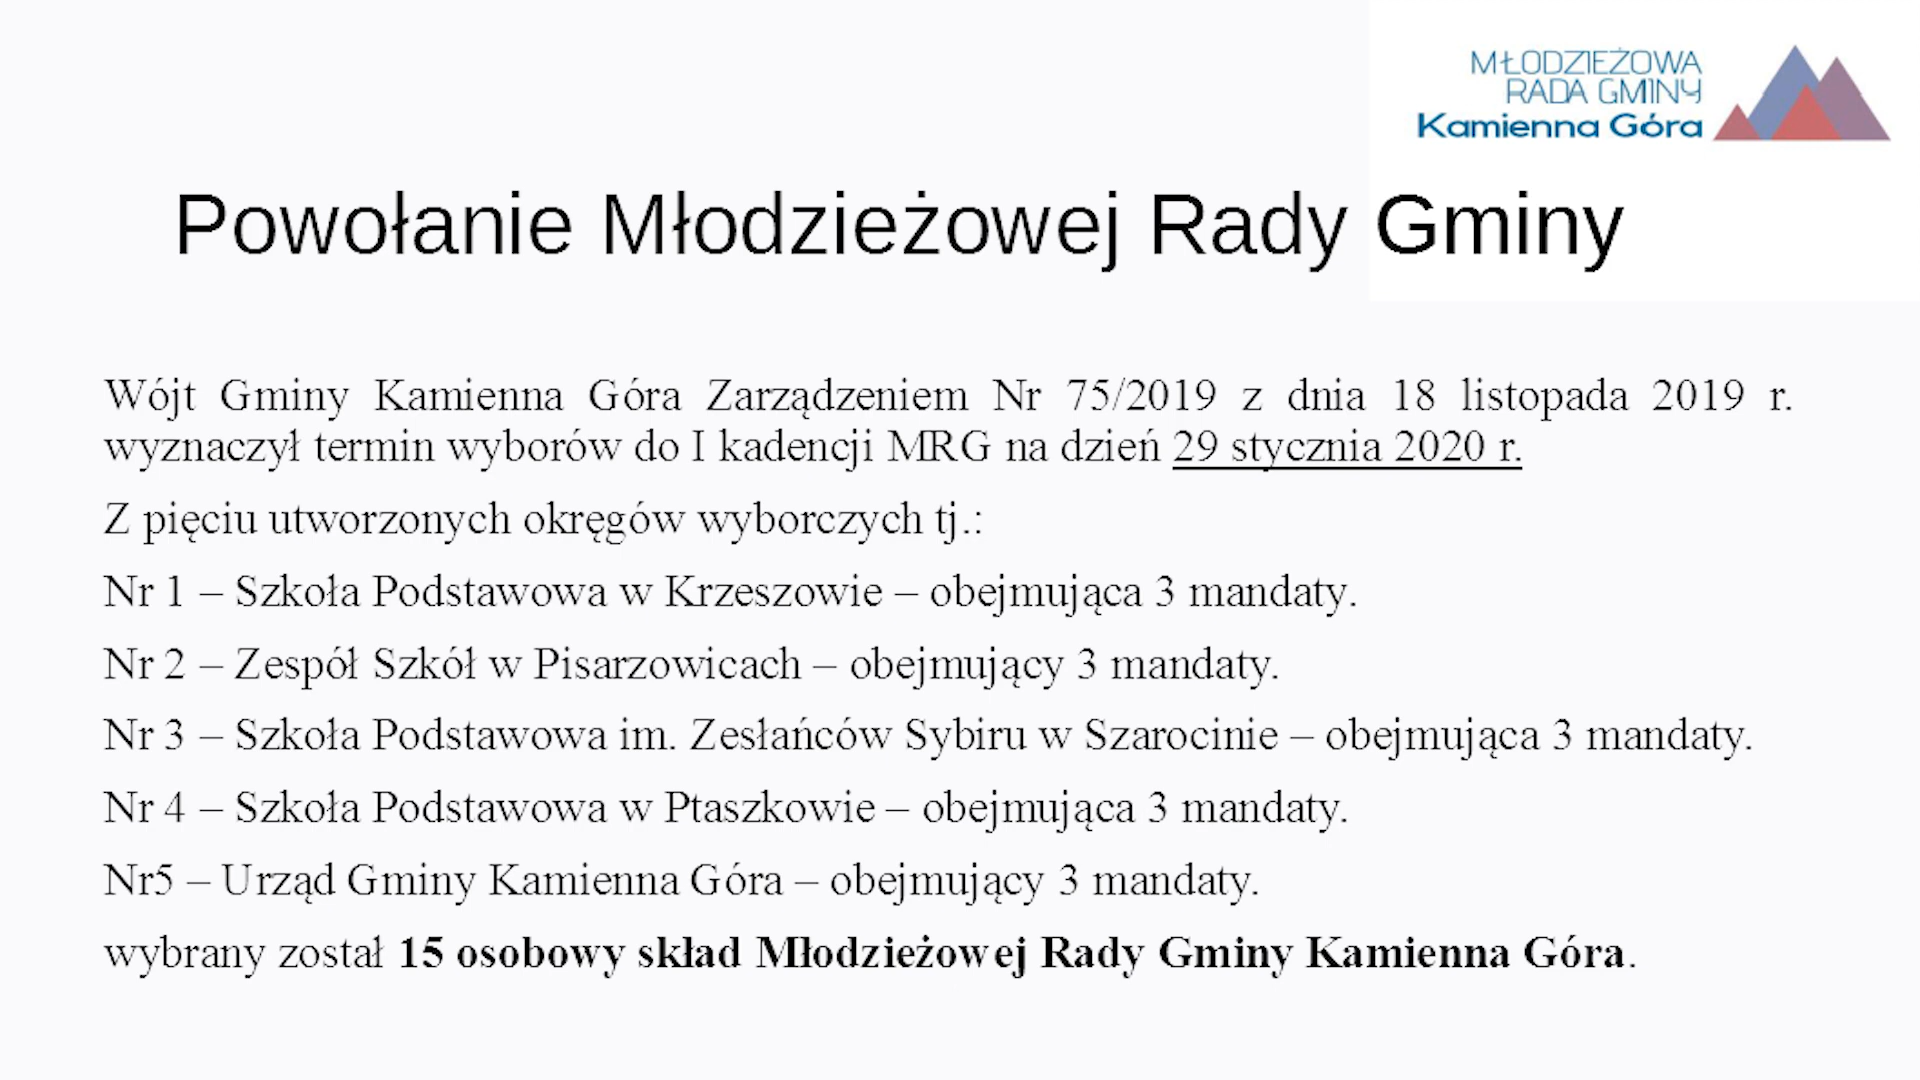 MŁODZIEŻOWA
RADA GMINY
Kamienna Góra
Powołanie Młodzieżowej Rady Gminy
Wójt Gminy Kamienna Góra Zarządzeniem Nr 75/2019 z dnia 18 listopada 2019 r.
wyznaczył termin wyborów do I kadencji MRG na dzień 29 stycznia 2020 r.
Z pięciu utworzonych okręgów wyborczych tj.:
Nr 1 – Szkoła Podstawowa w Krzeszowie – obejmująca 3 mandaty.
Nr 2 – Zespół Szkół w Pisarzowicach – obejmujący 3 mandaty.
Nr 3 – Szkoła Podstawowa im. Zesłańców Sybiru w Szarocinie – obejmująca 3 mandaty.
Nr 4 – Szkoła Podstawowa w Ptaszkowie – obejmująca 3 mandaty.
Nr5 – Urząd Gminy Kamienna Góra – obejmujący 3 mandaty.
wybrany został 15 osobowy skład Młodzieżowej Rady Gminy Kamienna Góra.